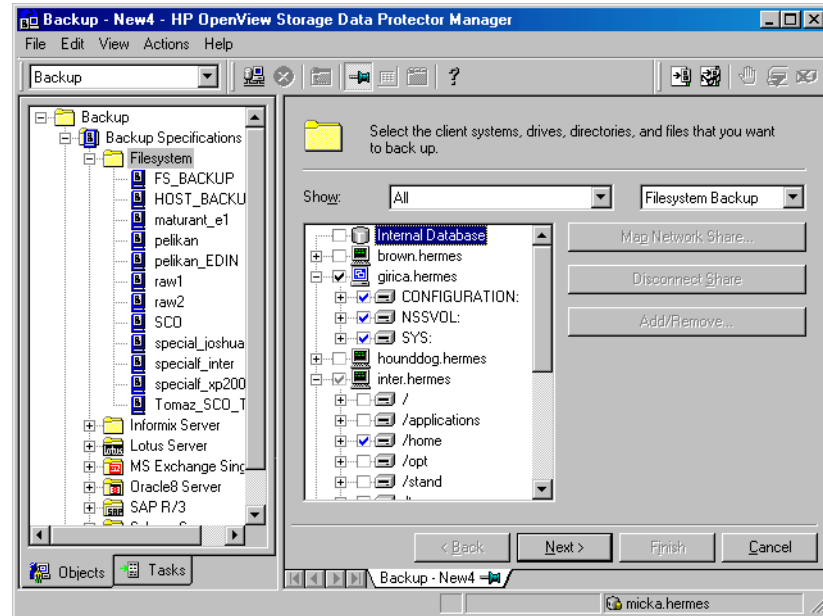 Backup - New4 - HP OpenView Storage Data Protector Manager
File Edit View Actions Help
Backup
?
Backup
Backup Specifications
Filesystem
FS_BACKUP
HOST_BACKU
maturant_e1
pelikan
pelikan_EDIN
raw1
raw2
SCO
special_joshua
specialf_inter
specialf_xp200
Tomaz_SCO_T
Informix Server
Lotus Server
MS Exchange Sing
Oracle8 Server
SAP R/3
Objects
Tasks
Select the client systems, drives, directories, and files that you want
to back up.
Show: All Filesystem Backup
Internal Database
brown.hermes
girica.hermes
CONFIGURATION:
NSSVOL:
SYS:
hounddog.hermes
inter.hermes
/
/applications
/home
/opt
/stand
Map Network Share...
Disconnect Share
Add/Remove...
< Back Next > Finish Cancel
Backup - New4
micka.hermes